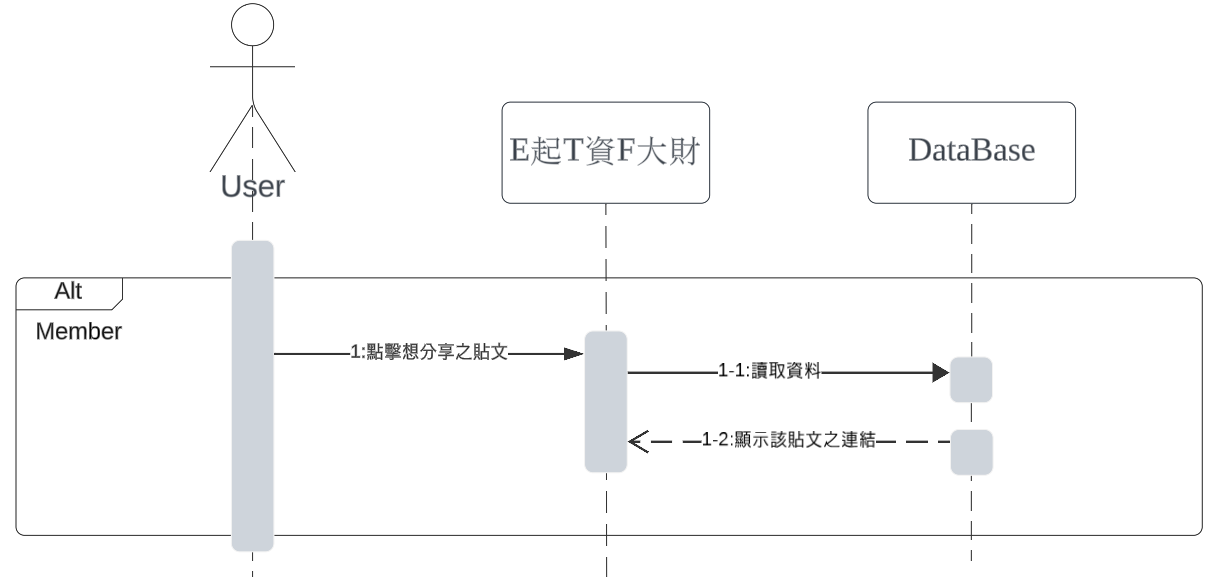 User
E起T資F大財
DataBase
Alt
Member
1:點擊想分享之貼文
1-1:讀取資料
1-2:顯示該貼文之連結